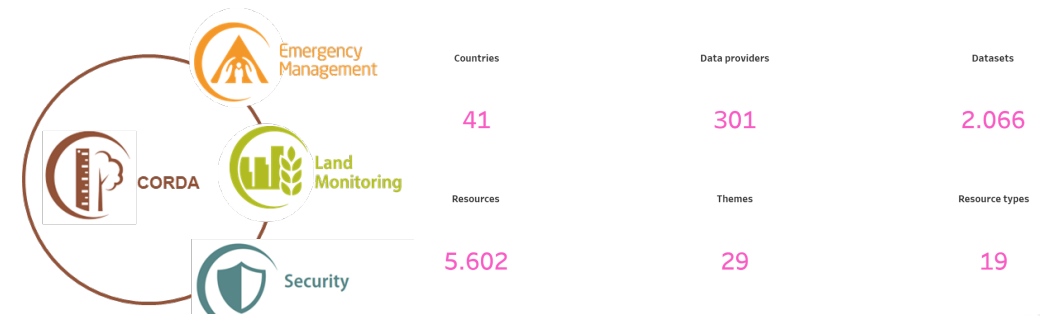 Emergency
Management
CORDA
Land
Monitoring
Security
Countries
Data providers
Datasets
41
301
2.066
Resources
Themes
Resource types
5.602
29
19